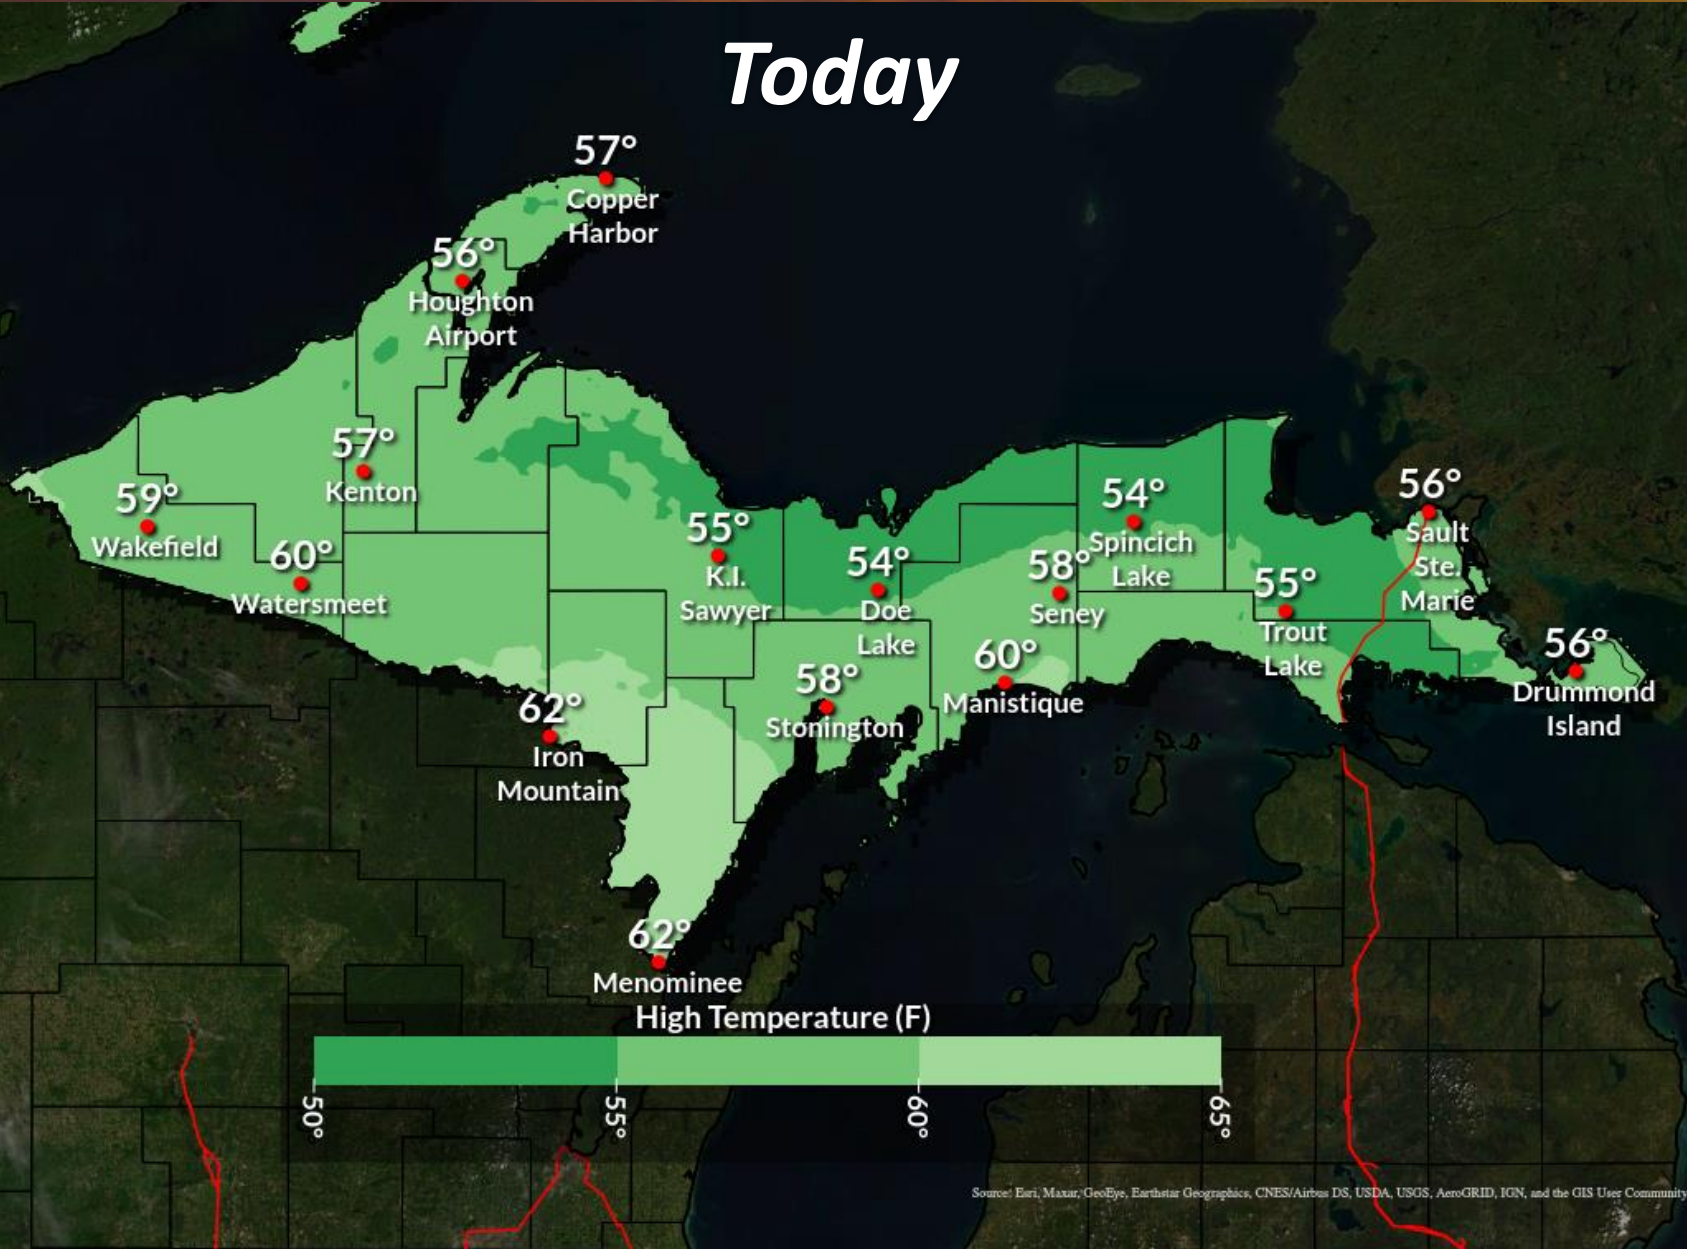 Today
57°
Copper
Harbor
56°
Houghton
Airport
57°
Kenton
59°
Wakefield
60°
Watersmeet
55°
K.I.
Sawyer
54°
Doe
Lake
58°
Seney
54°
Spincich
Lake
55°
Trout
Lake
56°
Sault
Ste.
Marie
56°
Drummond
Island
60°
Manistique
58°
Stonington
62°
Iron
Mountain
62°
Menominee
High Temperature (F)
50°
55°
60°
65°
Source: Esri, Maxar, GeoEye, Earthstar Geographics, CNES/Airbus DS, USDA, USGS, AeroGRID, IGN, and the GIS User Community